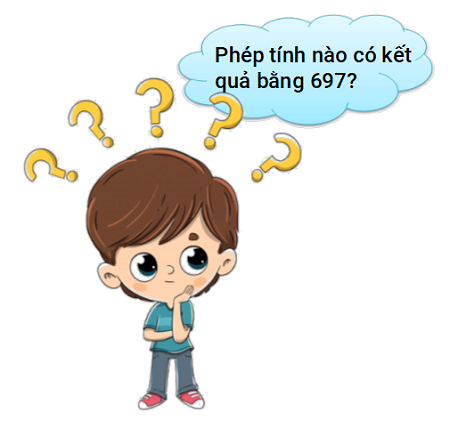 Phép tính nào có kết
quả bằng 697?